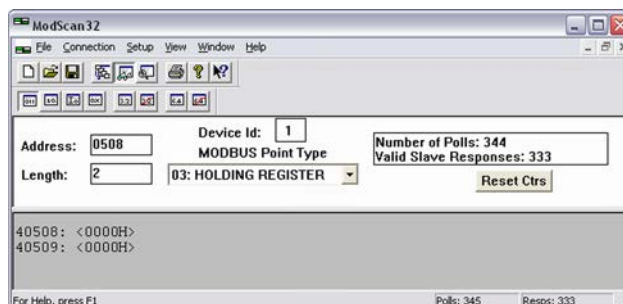 ModScan32
File Connection Setup View Window Help
Address: 0508
Device Id: 1
MODBUS Point Type
Length: 2
03: HOLDING REGISTER
Number of Polls: 344
Valid Slave Responses: 333
Reset Ctrs
40508: <0000H>
40509: <0000H>
For Help, press F1
Polls: 345
Resps: 333